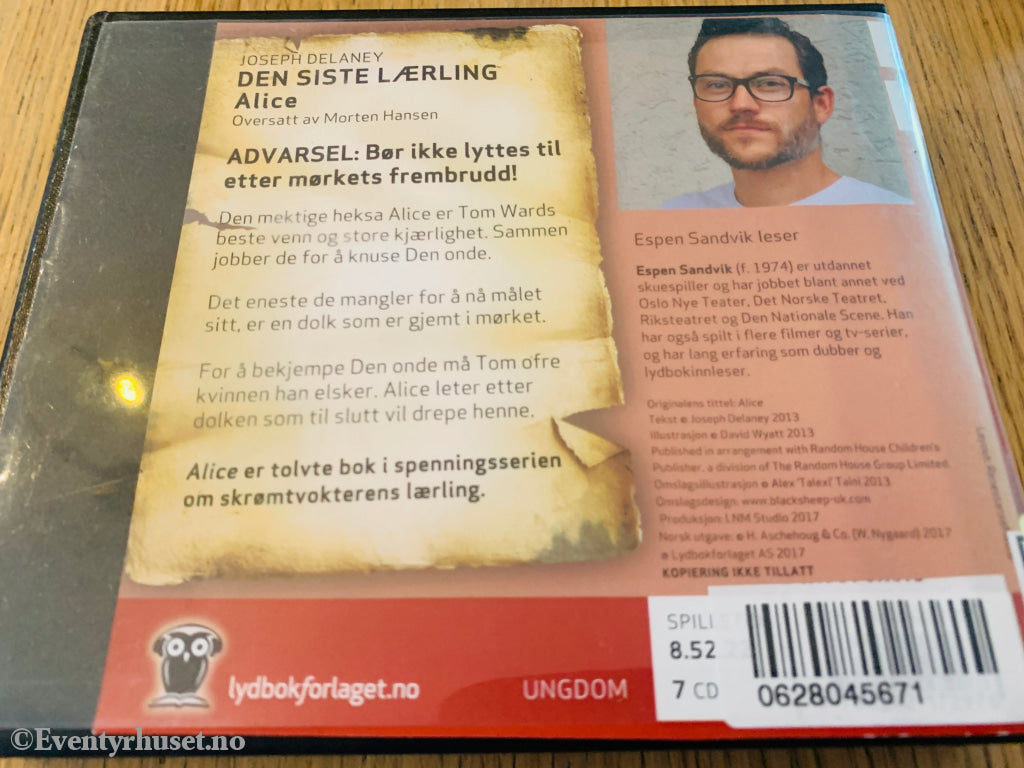 JOSEPH DELANEY
DEN SISTE LÆRLING
Alice
Oversatt av Morten Hansen
ADVARSEL: Bør ikke lyttes til
etter mørkets frembrudd!
Den mektige heksa Alice er Tom Wards
beste venn og store kjærlighet. Sammen
jobber de for å knuse Den onde.
Det eneste de mangler for å nå målet
sitt, er en dolk som er gjemt i mørket.
For å bekjempe Den onde må Tom ofre
kvinnen han elsker. Alice leter etter
dolken som til slutt vil drepe henne.
Alice er tolvte bok i spenningsserien
om skrømtvokterens lærling.
Espen Sandvik leser
Espen Sandvik (f. 1974) er utdannet
skuespiller og har jobbet blant annet ved
Oslo Nye Teater, Det Norske Teatret,
Riksteatret og Den Nationale Scene. Han
har også spilt i flere filmer og tv-serier,
og har lang erfaring som dubber og
lydbokinnleser.
Originalens tittel: Alice
Tekst © Joseph Delaney 2013
Illustrasjon © David Wyatt 2013
Published in arrangement with Random House Children's
Publisher, a division of The Random House Group Limited.
Omslagsillustrasjon © Alex 'Talexi' Taini 2013
Omslagsdesign: www.blacksheep-uk.com
Produksjon: LNM Studio 2017
Norsk utgave: © H. Aschehoug & Co. (W. Nygaard) 2017
© Lydbokforlaget AS 2017
KOPIERING IKKE TILLATT
lydbokforlaget.no
UNGDOM
SPILL
8.52
7 CD
0628045671
©Eventyrhuset.no